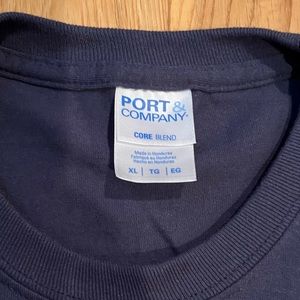 PORT &
COMPANY
CORE BLEND
Made in Honduras
Fabriqué au Honduras
Hecho en Honduras
XL | TG | EG